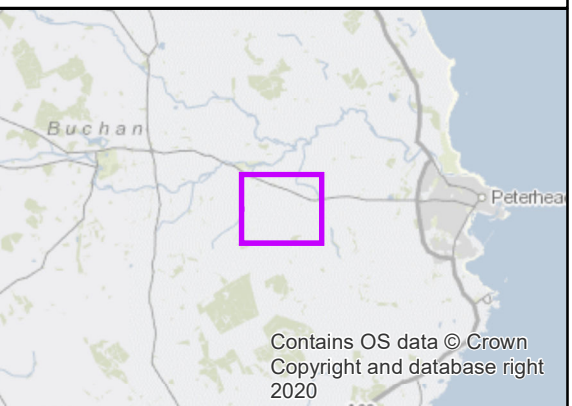 Buchan
Peterhea
Contains OS data © Crown
Copyright and database right
2020